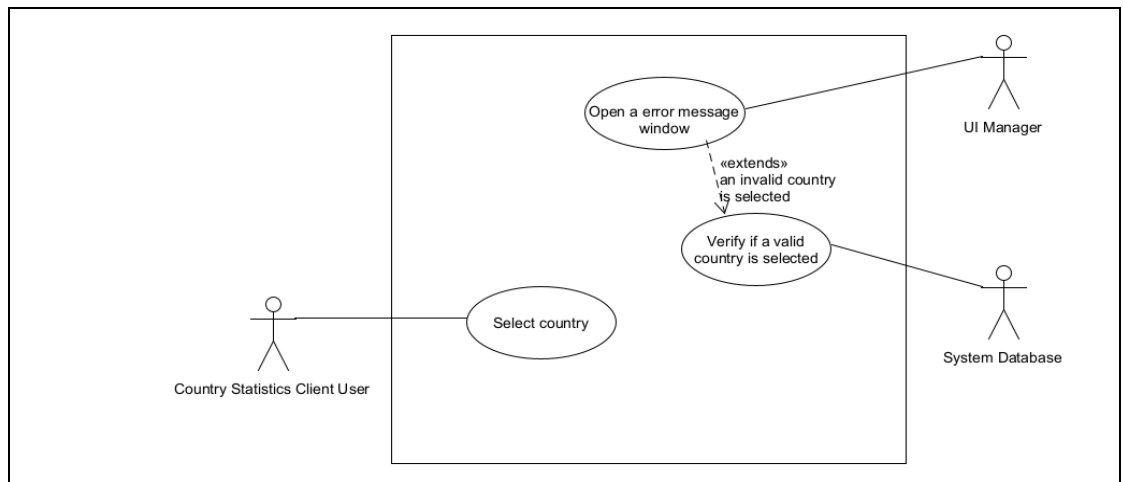 Open a error message
window
UI Manager
«extends»
an invalid country
is selected
Verify if a valid
country is selected
Select country
System Database
Country Statistics Client User